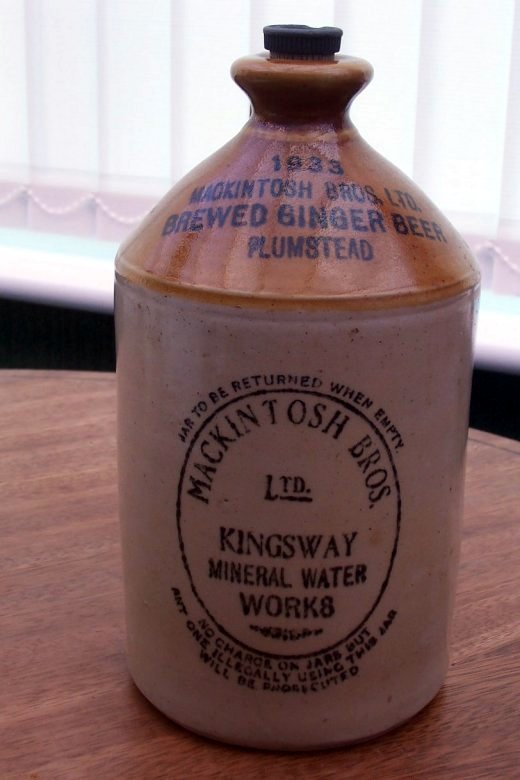 1933
MACKINTOSH BROS. LTD.
BREWED GINGER BEER
PLUMSTEAD
JAR TO BE RETURNED WHEN EMPTY.
MACKINTOSH BROS.
LTD.
KINGSWAY
MINERAL WATER
WORKS
NO CHARGE ON JARS BUT
ANY ONE ILLEGALLY USING THIS JAR
WILL BE PROSECUTED